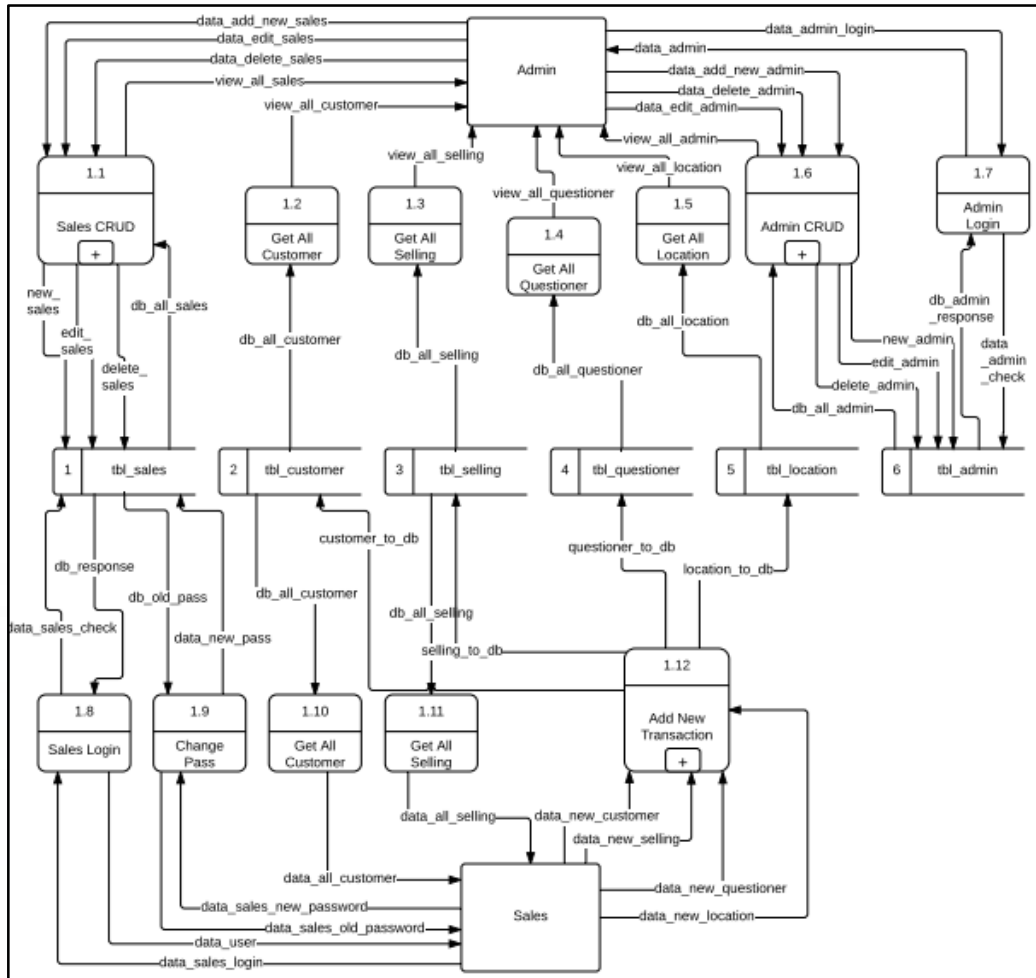 data_add_new_sales
data_edit_sales
data_delete_sales
view_all_sales
view_all_customer
Admin
data_admin_login
data_admin
data_add_new_admin
data_delete_admin
data_edit_admin
view_all_admin
view_all_selling
view_all_questioner
view_all_location
1.1
Sales CRUD
+
1.2
Get All
Customer
1.3
Get All
Selling
1.4
Get All
Questioner
1.5
Get All
Location
1.6
Admin CRUD
+
1.7
Admin
Login
new_
sales
edit_
sales
delete_
sales
db_all_sales
db_all_customer
db_all_selling
db_all_questioner
db_all_location
db_admin
_response
new_admin
edit_admin
delete_admin
db_all_admin
data
_admin
_check
1 tbl_sales
2 tbl_customer
3 tbl_selling
4 tbl_questioner
5 tbl_location
6 tbl_admin
customer_to_db
questioner_to_db
location_to_db
db_response
db_old_pass
db_all_customer
db_all_selling
data_sales_check
data_new_pass
selling_to_db
1.8
Sales Login
1.9
Change
Pass
1.10
Get All
Customer
1.11
Get All
Selling
1.12
Add New
Transaction
+
data_all_selling
data_new_customer
data_new_selling
data_all_customer
data_new_questioner
data_sales_new_password
data_new_location
data_sales_old_password
data_user
data_sales_login
Sales